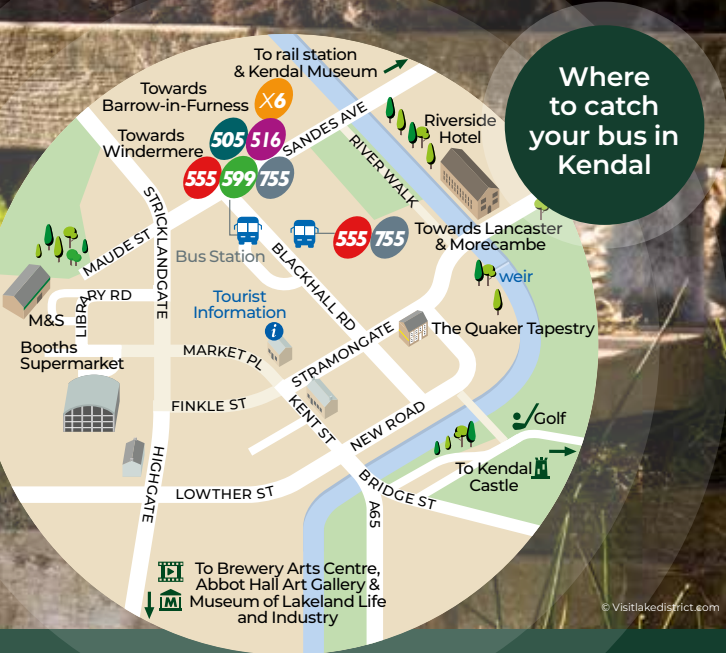 Where
to catch
your bus in
Kendal
To rail station
& Kendal Museum
Towards
Barrow-in-Furness
X6
Towards
Windermere
505 516
555 599 755
SANDES AVE
RIVER WALK
Riverside
Hotel
STRICKLANDGATE
MAUDE ST
Bus Station
555 755
Towards Lancaster
& Morecambe
weir
BLACKHALL RD
LIBRARY RD
M&S
Tourist
Information
i
Booths
Supermarket
MARKET PL
STRAMONGATE
The Quaker Tapestry
FINKLE ST
KENT ST
NEW ROAD
Golf
HIGHGATE
LOWTHER ST
BRIDGE ST
A65
To Kendal
Castle
To Brewery Arts Centre,
Abbot Hall Art Gallery &
Museum of Lakeland Life
and Industry
M
© Visitlakedistrict.com